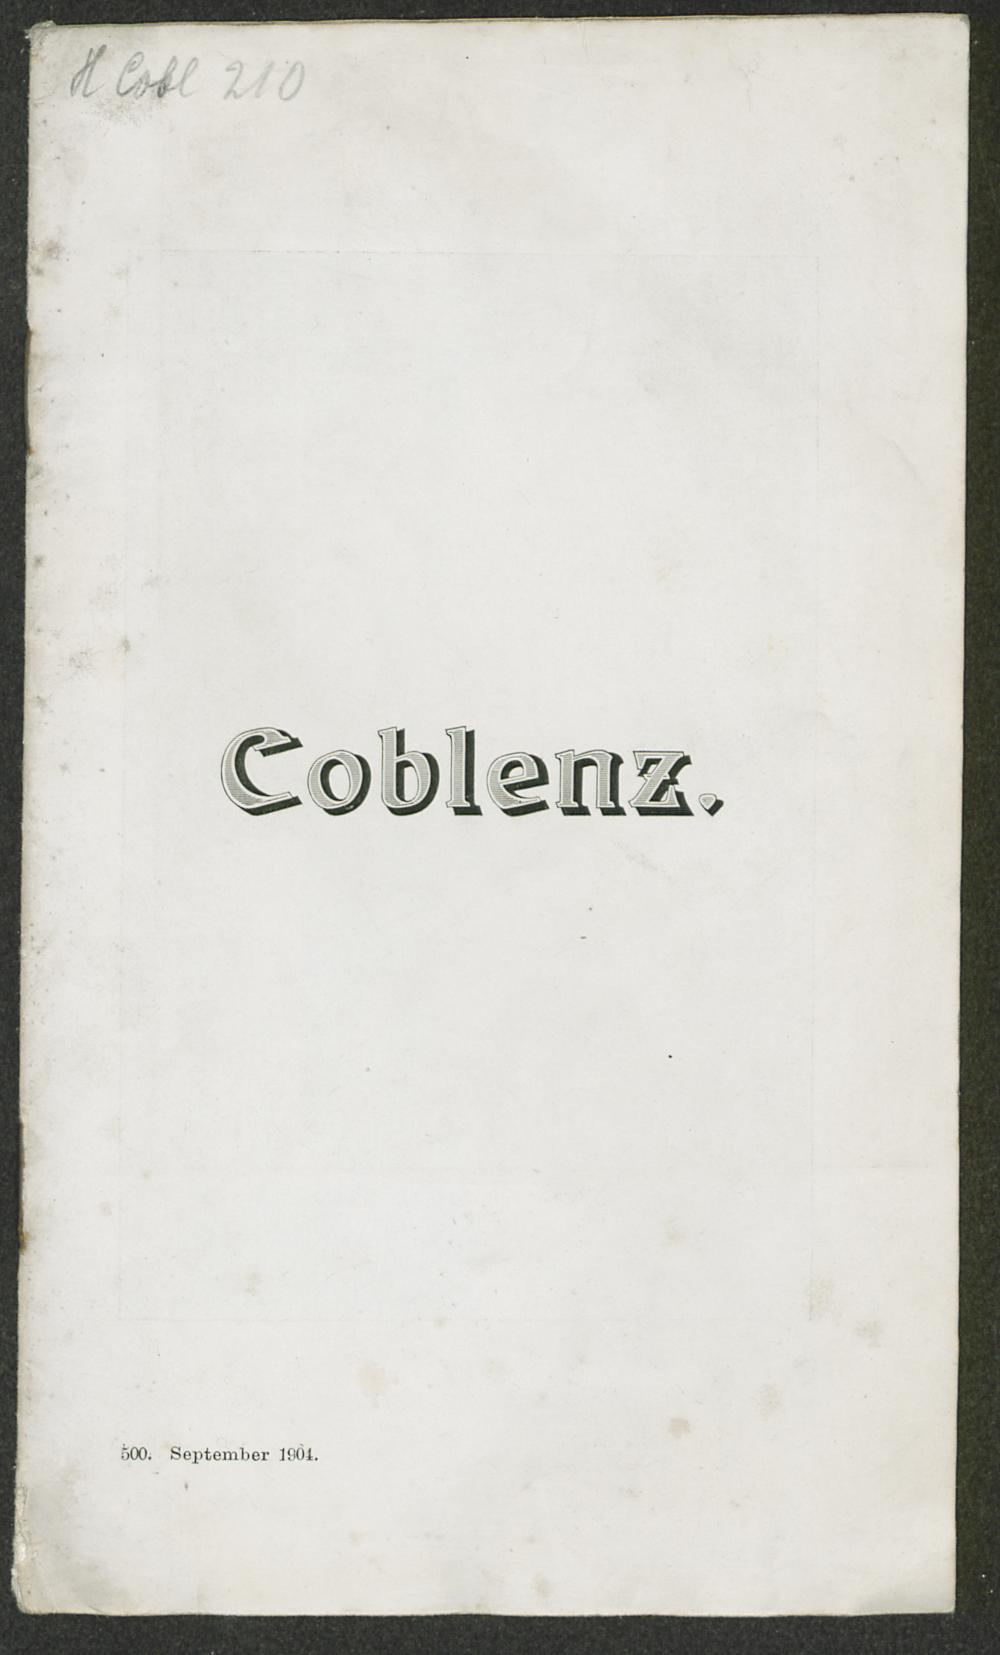 H Cobl 210
Coblenz.
500. September 1904.